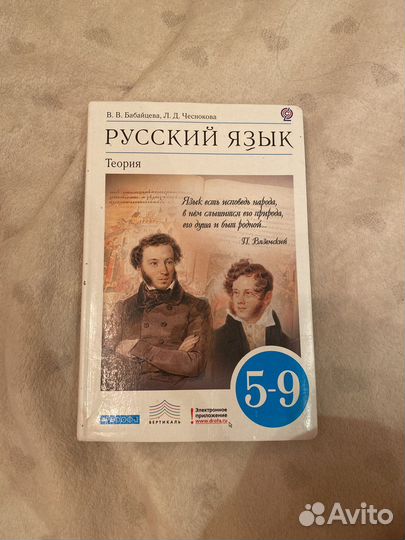 В. В. Бабайцева, Л. Д. Чеснокова
РУССКИЙ ЯЗЫК
Теория
Язык есть исповедь народа,
в нём слышится его природа,
его душа и быт родной...
П. Вяземский
5-9
ДРОФА
ВЕРТИКАЛЬ
Электронное
приложение
www.drofa.ru
Avito